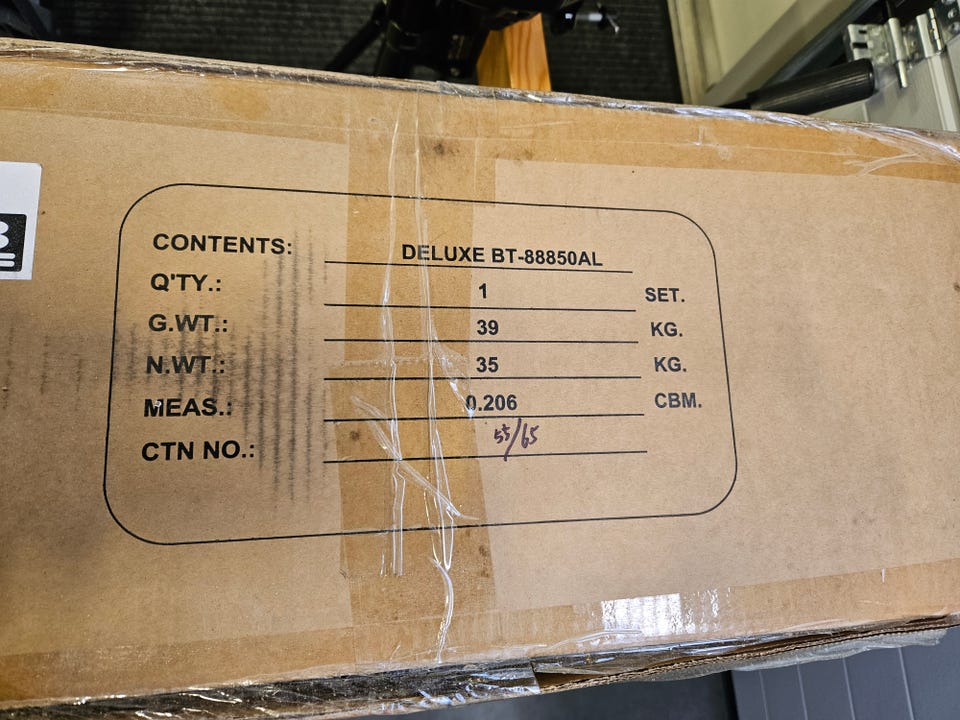 CONTENTS: DELUXE BT-88850AL
Q'TY.: 1 SET.
G.WT.: 39 KG.
N.WT.: 35 KG.
MEAS.: 0.206 CBM.
CTN NO.: 55/65